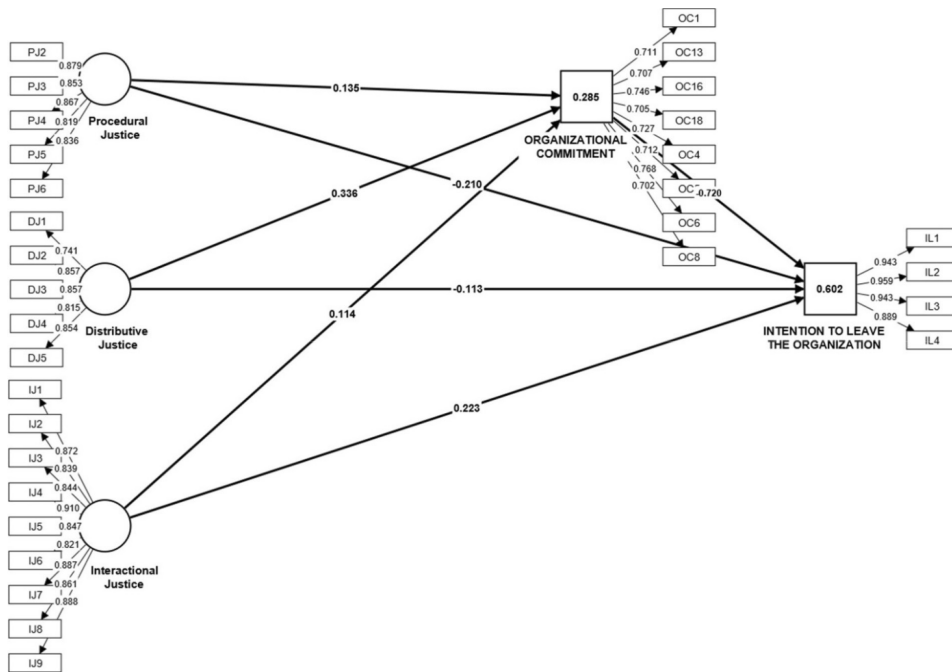 PJ2
0.879
PJ3
0.853
0.867
PJ4
0.819
PJ5
0.836
PJ6
Procedural
Justice
DJ1
0.741
DJ2
0.857
DJ3
0.857
0.815
DJ4
0.854
DJ5
Distributive
Justice
IJ1
IJ2
0.872
IJ3
0.839
0.844
IJ4
0.910
IJ5
0.847
0.821
IJ6
0.887
IJ7
0.861
0.888
IJ8
IJ9
Interactional
Justice
0.135
0.336
-0.210
-0.113
0.114
0.223
0.285
ORGANIZATIONAL
COMMITMENT
OC1
0.711
OC13
0.707
OC16
0.746
0.705
OC18
0.727
OC4
0.712
0.768
-0.720
0.702
OC6
OC8
0.602
INTENTION TO LEAVE
THE ORGANIZATION
IL1
0.943
IL2
0.959
0.943
IL3
0.889
IL4